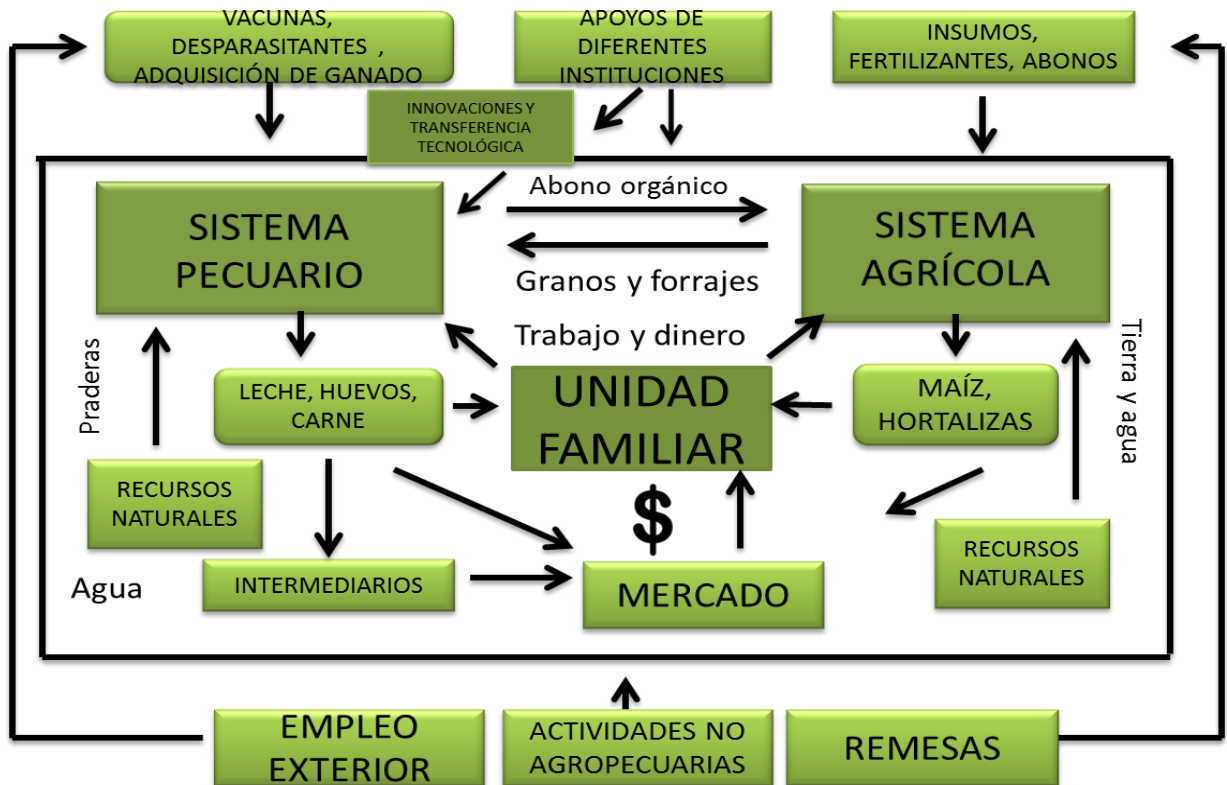 VACUNAS,
DESPARASITANTES ,
ADQUISICIÓN DE GANADO
APOYOS DE
DIFERENTES
INSTITUCIONES
INSUMOS,
FERTILIZANTES, ABONOS
INNOVACIONES Y
TRANSFERENCIA
TECNOLÓGICA
SISTEMA
PECUARIO
Abono orgánico
Granos y forrajes
SISTEMA
AGRÍCOLA
Trabajo y dinero
Praderas
LECHE, HUEVOS,
CARNE
UNIDAD
FAMILIAR
MAÍZ,
HORTALIZAS
Tierra y agua
RECURSOS
NATURALES
$
RECURSOS
NATURALES
Agua
INTERMEDIARIOS
MERCADO
EMPLEO
EXTERIOR
ACTIVIDADES NO
AGROPECUARIAS
REMESAS